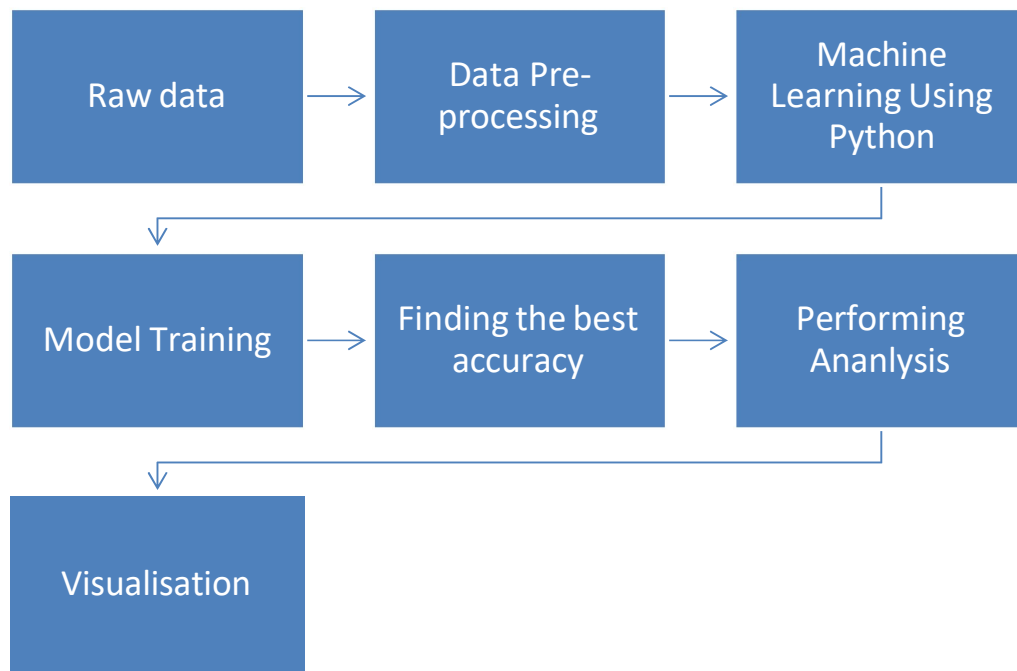 Raw data
Data Pre-
processing
Machine
Learning Using
Python
Model Training
Finding the best
accuracy
Performing
Ananlysis
Visualisation